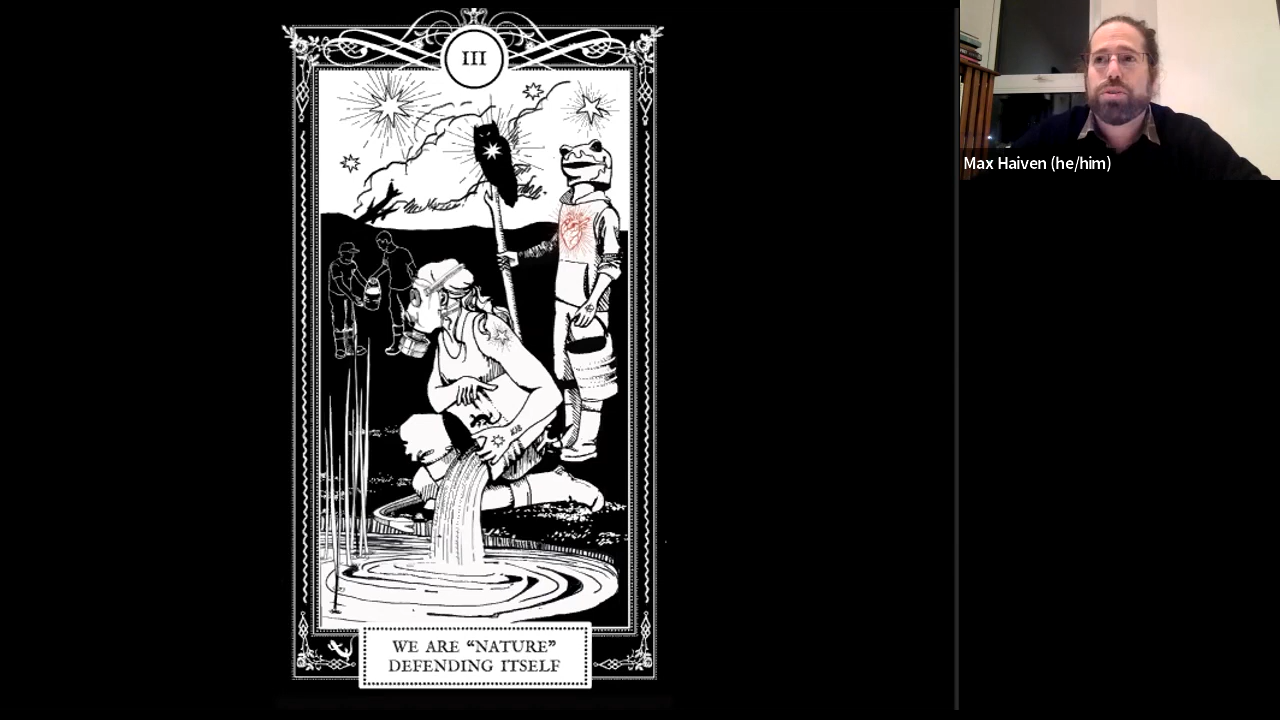 III
WE ARE “NATURE”
DEFENDING ITSELF
Max Haiven (he/him)